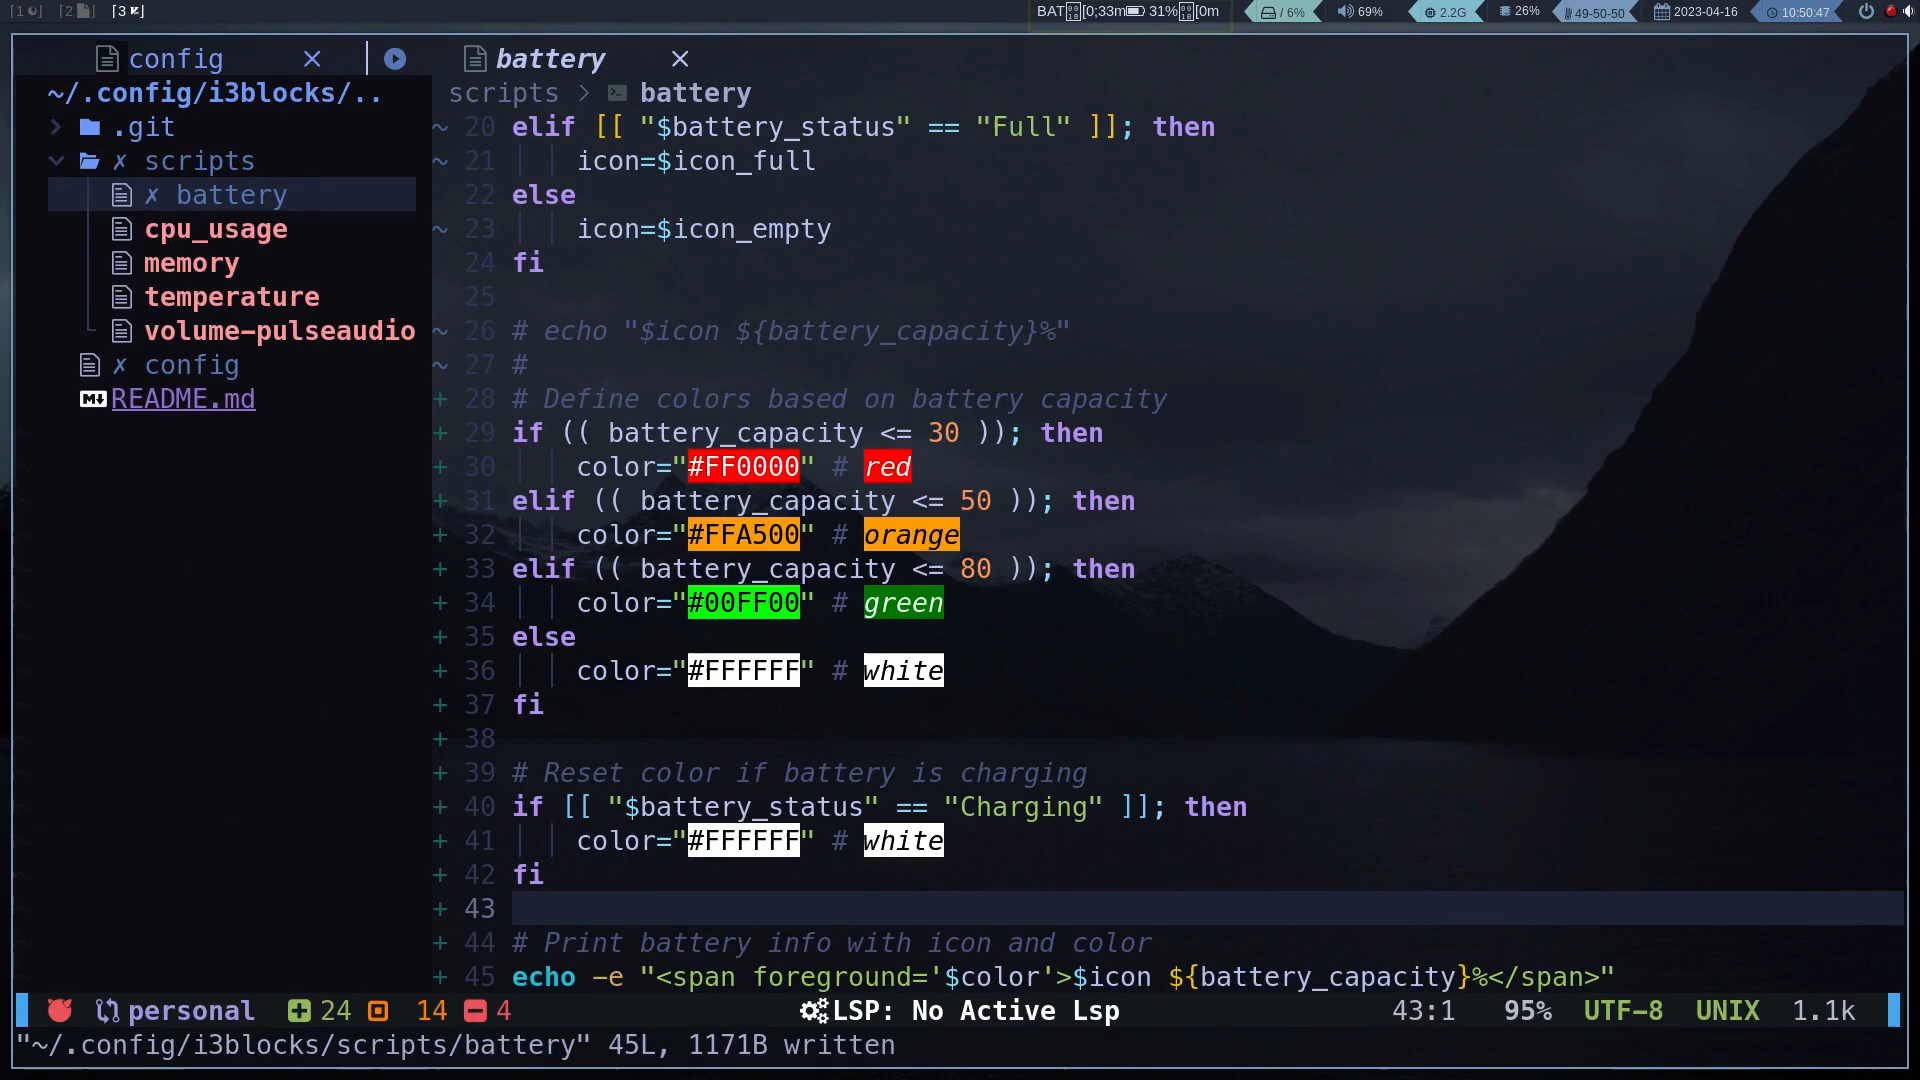 [1 ]
[2 ]
[3 ]
BAT [0;33m 31% [0m
/ 6%
69%
2.2G
26%
49-50-50
2023-04-16
10:50:47
config
battery
~/.config/i3blocks/..
.git
✗ scripts
✗ battery
cpu_usage
memory
temperature
volume-pulseaudio
✗ config
README.md
scripts > battery
~ 20 elif [[ "$battery_status" == "Full" ]]; then
~ 21 icon=$icon_full
22 else
~ 23 icon=$icon_empty
24 fi
25
~ 26 # echo "$icon ${battery_capacity}%"
~ 27 #
+ 28 # Define colors based on battery capacity
+ 29 if (( battery_capacity <= 30 )); then
+ 30 color="#FF0000" # red
+ 31 elif (( battery_capacity <= 50 )); then
+ 32 color="#FFA500" # orange
+ 33 elif (( battery_capacity <= 80 )); then
+ 34 color="#00FF00" # green
+ 35 else
+ 36 color="#FFFFFF" # white
+ 37 fi
+ 38
+ 39 # Reset color if battery is charging
+ 40 if [[ "$battery_status" == "Charging" ]]; then
+ 41 color="#FFFFFF" # white
+ 42 fi
+ 43
+ 44 # Print battery info with icon and color
+ 45 echo -e "<span foreground='$color'>$icon ${battery_capacity}%</span>"
personal 24 14 4 LSP: No Active Lsp 43:1 95% UTF-8 UNIX 1.1k
"~/.config/i3blocks/scripts/battery" 45L, 1171B written